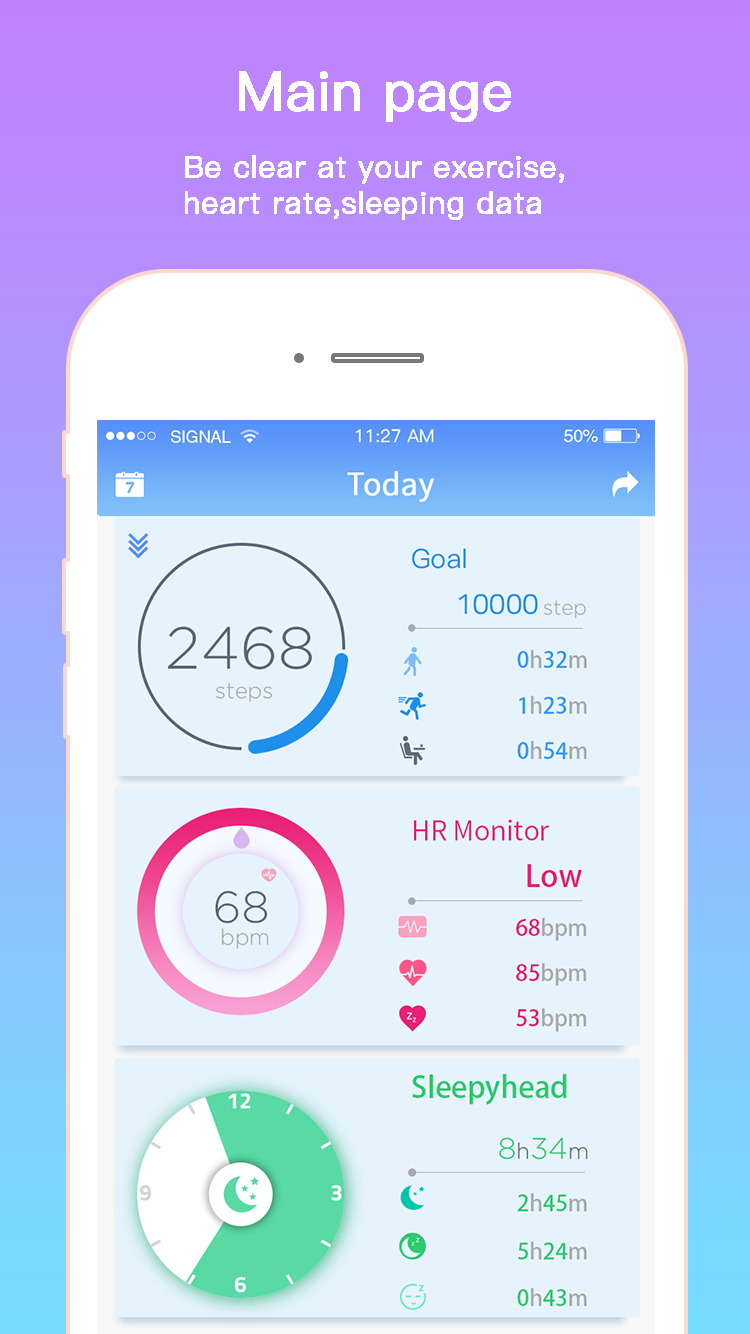 Main page
Be clear at your exercise,
heart rate,sleeping data
SIGNAL 11:27 AM 50%
7 Today
Goal
2468
steps
10000 step
0h32m
1h23m
0h54m
HR Monitor
Low
68
bpm
68bpm
85bpm
53bpm
Sleepyhead
12
3
6
9
8h34m
2h45m
5h24m
0h43m